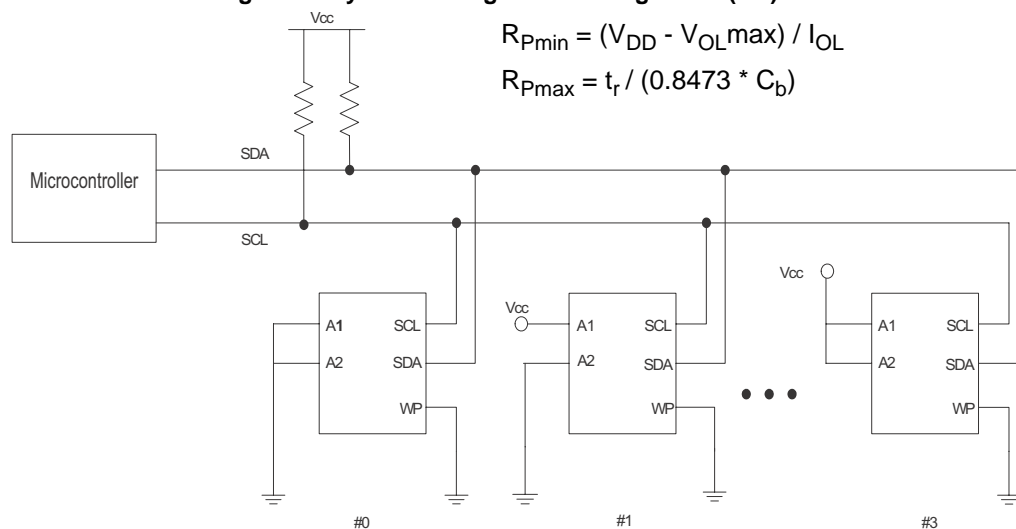 Vcc
R_Pmin = (V_DD - V_OLmax) / I_OL
R_Pmax = t_r / (0.8473 * C_b)
SDA
Microcontroller
SCL
Vcc
Vcc
A1
SCL
A2
SDA
WP
A1
SCL
A2
SDA
WP
A1
SCL
A2
SDA
WP
#0
#1
#3